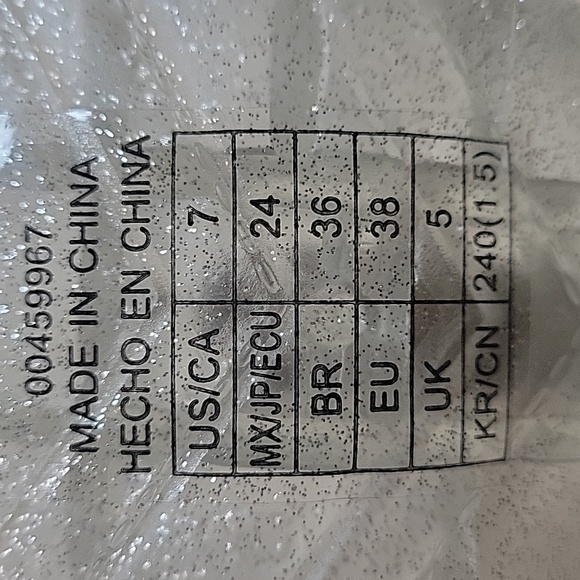 00459967
MADE IN CHINA
HECHO EN CHINA
US/CA 7
MX/JP/ECU 24
BR 36
EU 38
UK 5
KR/CN 240(1.5)